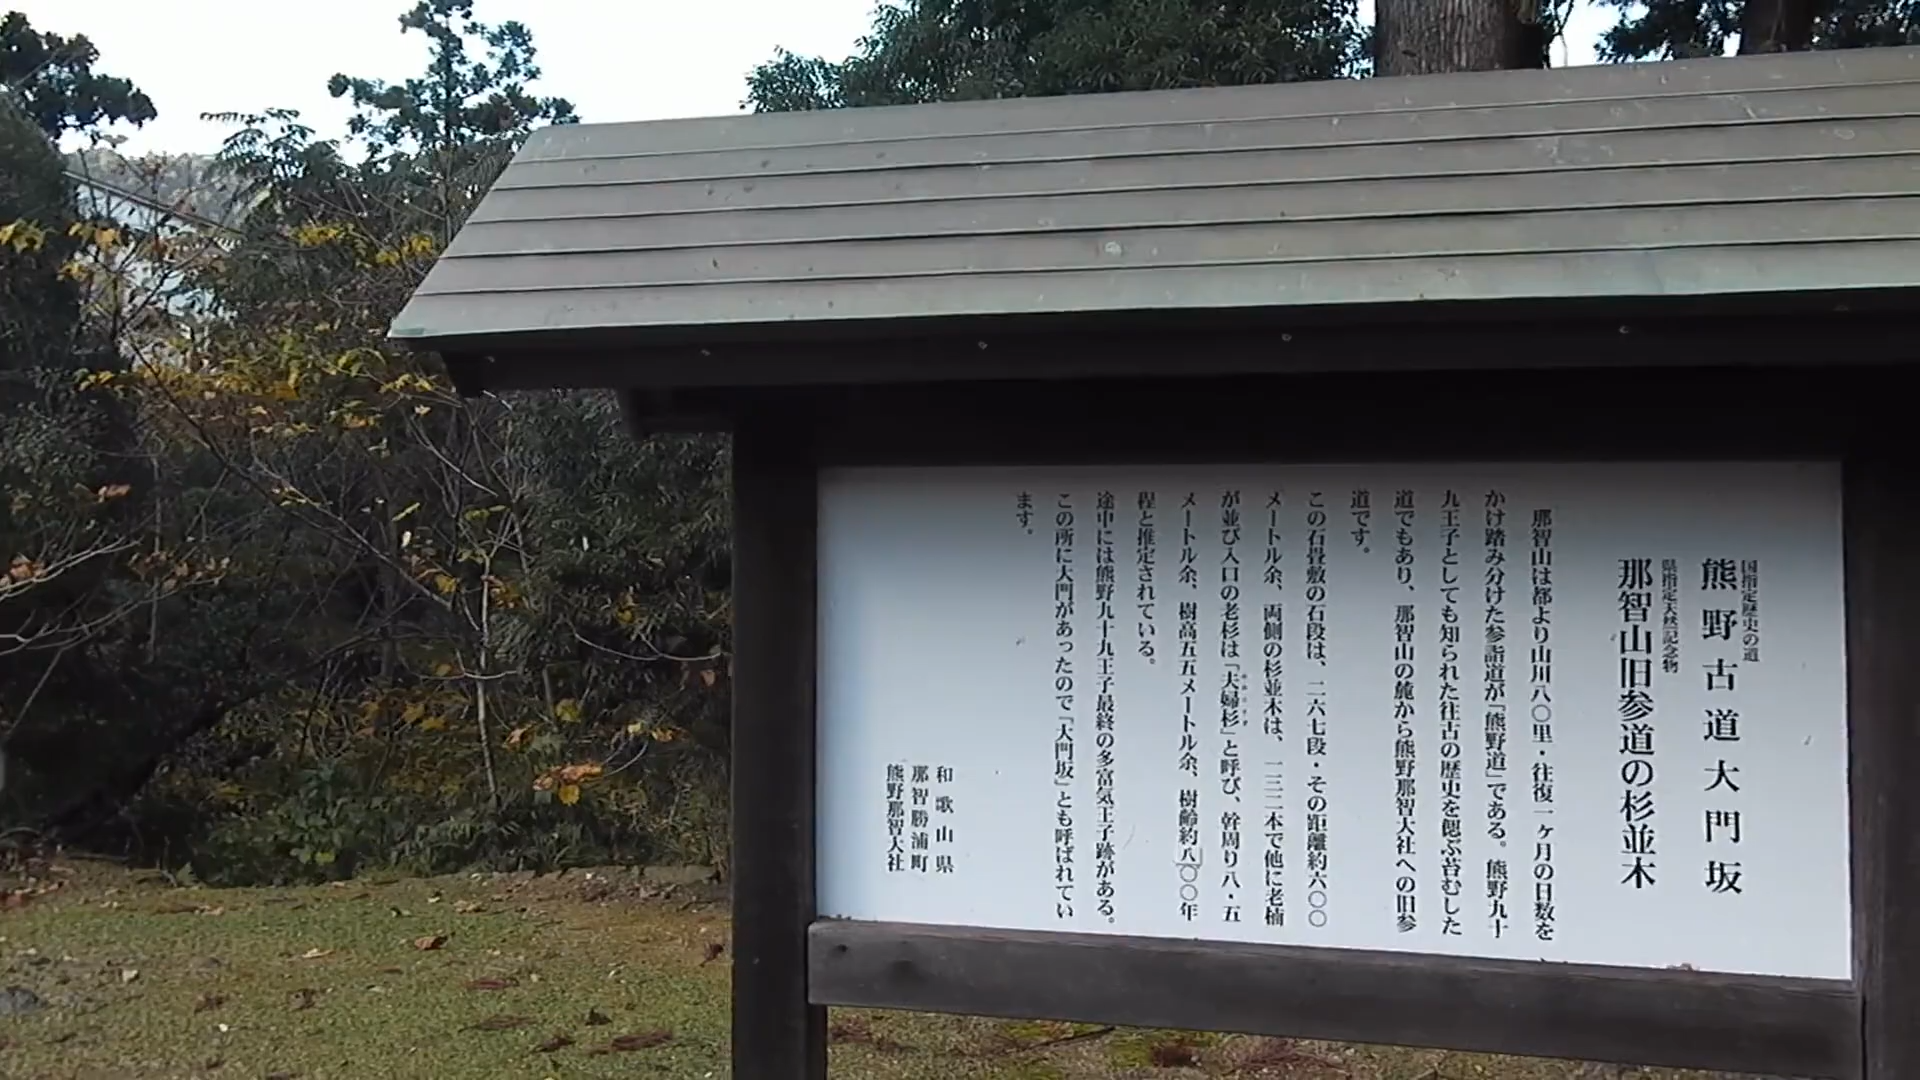 国指定歴史の道
熊野古道大門坂
県指定天然記念物
那智山旧参道の杉並木
那智山は都より山川八〇里・往復一ヶ月の日数を
かけ踏み分けた参詣道が「熊野道」である。熊野九十
九王子としても知られた往古の歴史を偲ぶ苔むした
道でもあり、那智山の麓から熊野那智大社への旧参
道です。
この石畳敷の石段は、二六七段・その距離約六〇〇
メートル余、両側の杉並木は、一三二本で他に老楠
が並び入口の老杉は「夫婦杉」と呼び、幹周り八・五
メートル余、樹高五五メートル余、樹齢約八〇〇年
程と推定されている。
途中には熊野九十九王子最終の多富気王子跡がある。
この所に大門があったので「大門坂」とも呼ばれてい
ます。
和歌山県
那智勝浦町
熊野那智大社